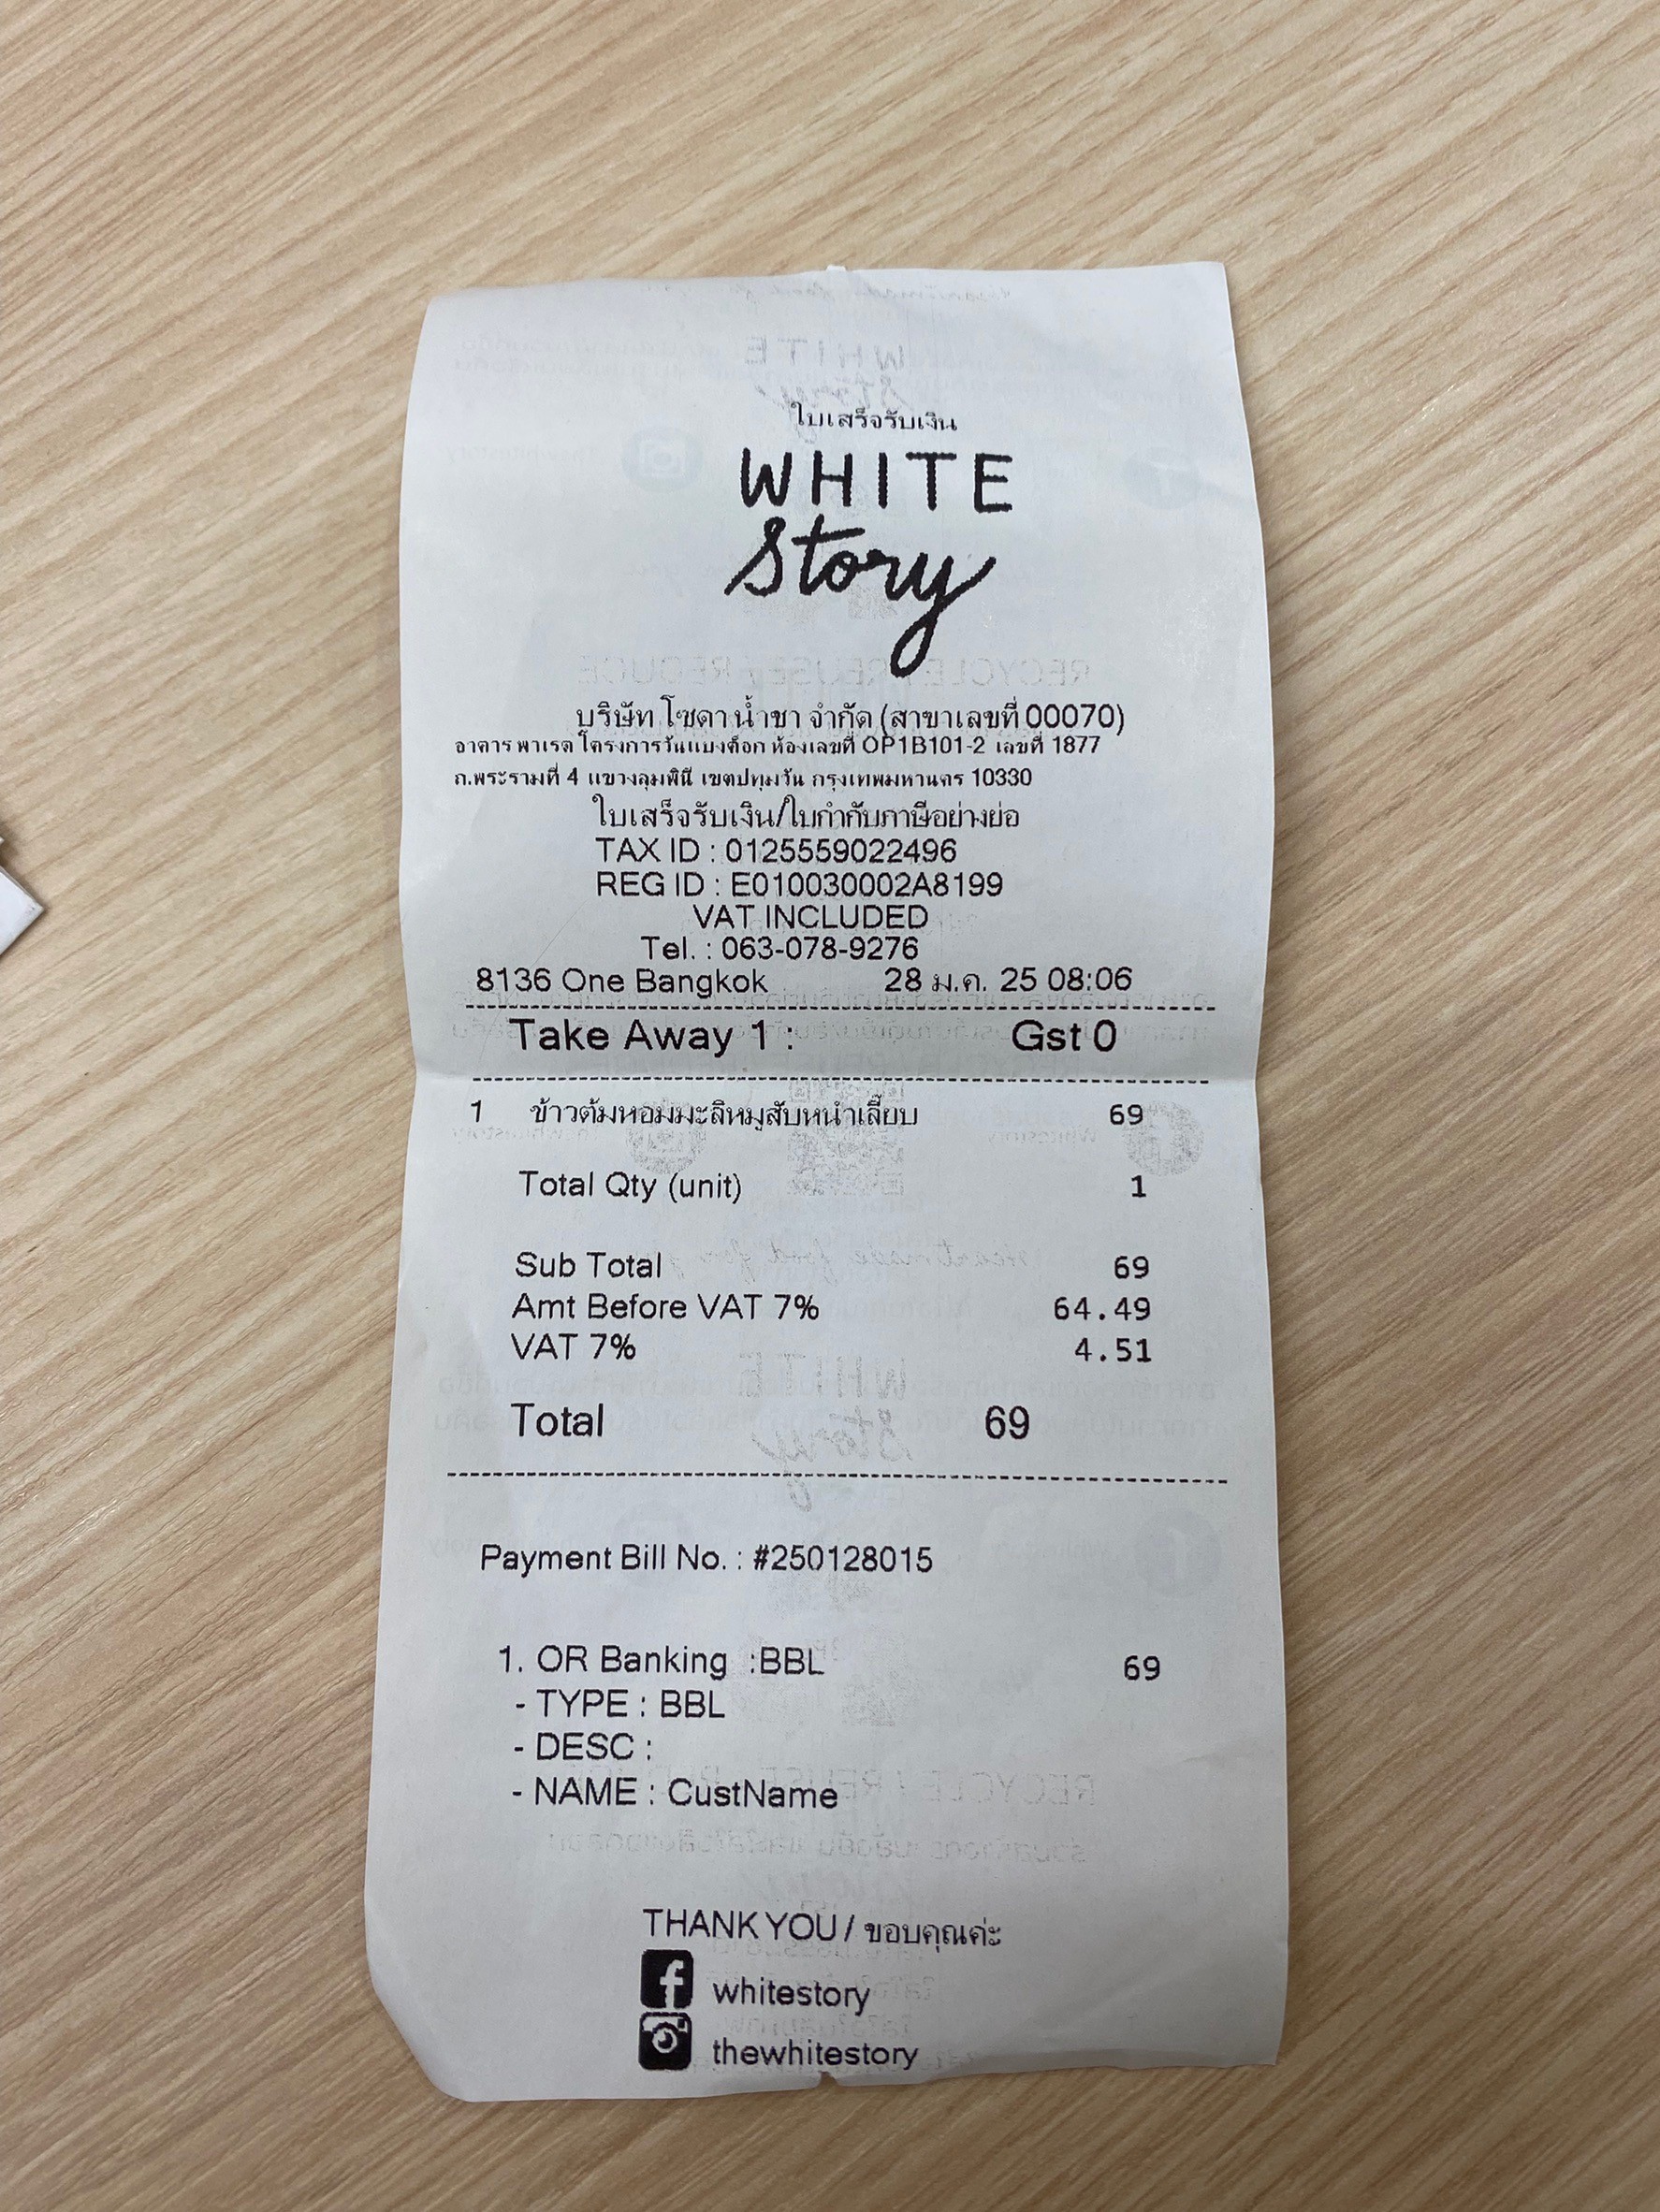 ใบเสร็จรับเงิน
WHITE
Story
บริษัท โซดา น้ำชา จำกัด (สาขาเลขที่ 00070)
อาคาร พาเรด โครงการวันแบงค็อก ห้องเลขที่ OP1B101-2 เลขที่ 1877
ถ.พระรามที่ 4 แขวงลุมพินี เขตปทุมวัน กรุงเทพมหานคร 10330
ใบเสร็จรับเงิน/ใบกำกับภาษีอย่างย่อ
TAX ID : 0125559022496
REG ID : E010030002A8199
VAT INCLUDED
Tel. : 063-078-9276
8136 One Bangkok 28 ม.ค. 25 08:06
Take Away 1 : Gst 0
1 ข้าวต้มหอมมะลิหมูสับหนำเลี้ยบ 69
Total Qty (unit) 1
Sub Total 69
Amt Before VAT 7% 64.49
VAT 7% 4.51
Total 69
Payment Bill No. : #250128015
1. QR Banking :BBL 69
- TYPE : BBL
- DESC :
- NAME : CustName
THANK YOU / ขอบคุณค่ะ
whitestory
thewhitestory